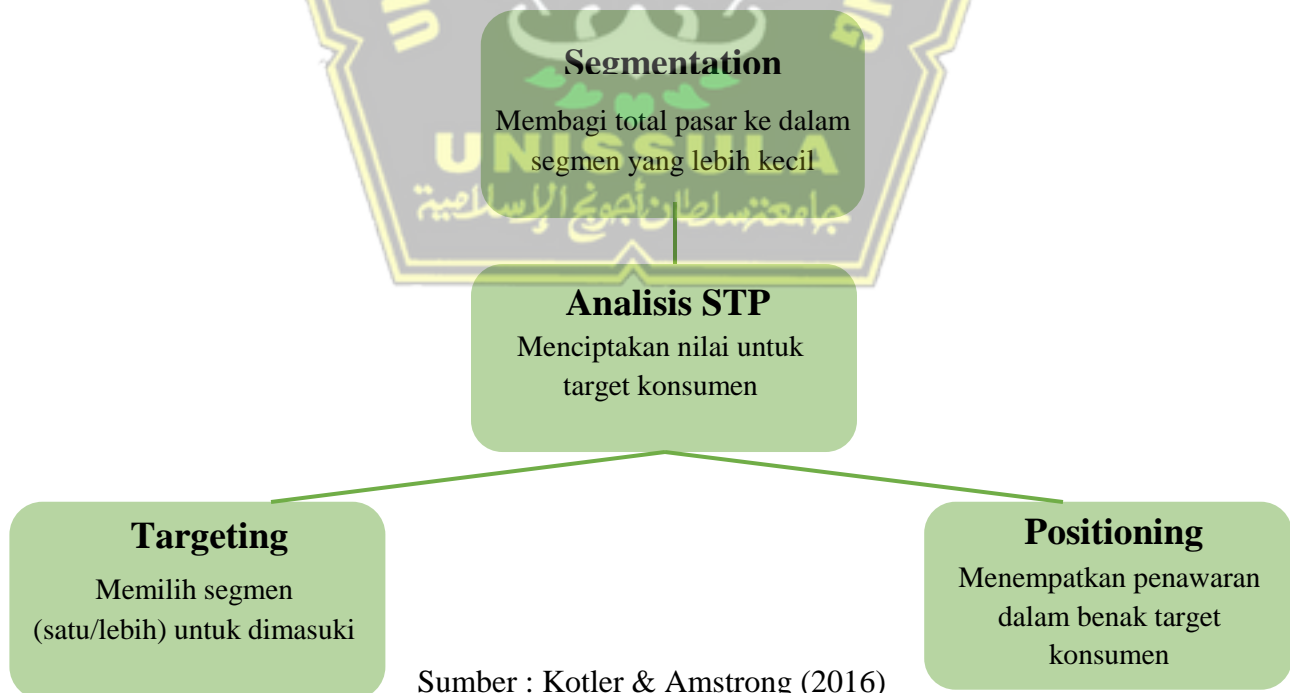 Segmentation
Membagi total pasar ke dalam
segmen yang lebih kecil
UNISSULA
جامعتسلطان أجونج الإسلامية
Analisis STP
Menciptakan nilai untuk
target konsumen
Targeting
Memilih segmen
(satu/lebih) untuk dimasuki
Positioning
Menempatkan penawaran
dalam benak target
konsumen
Sumber : Kotler & Amstrong (2016)